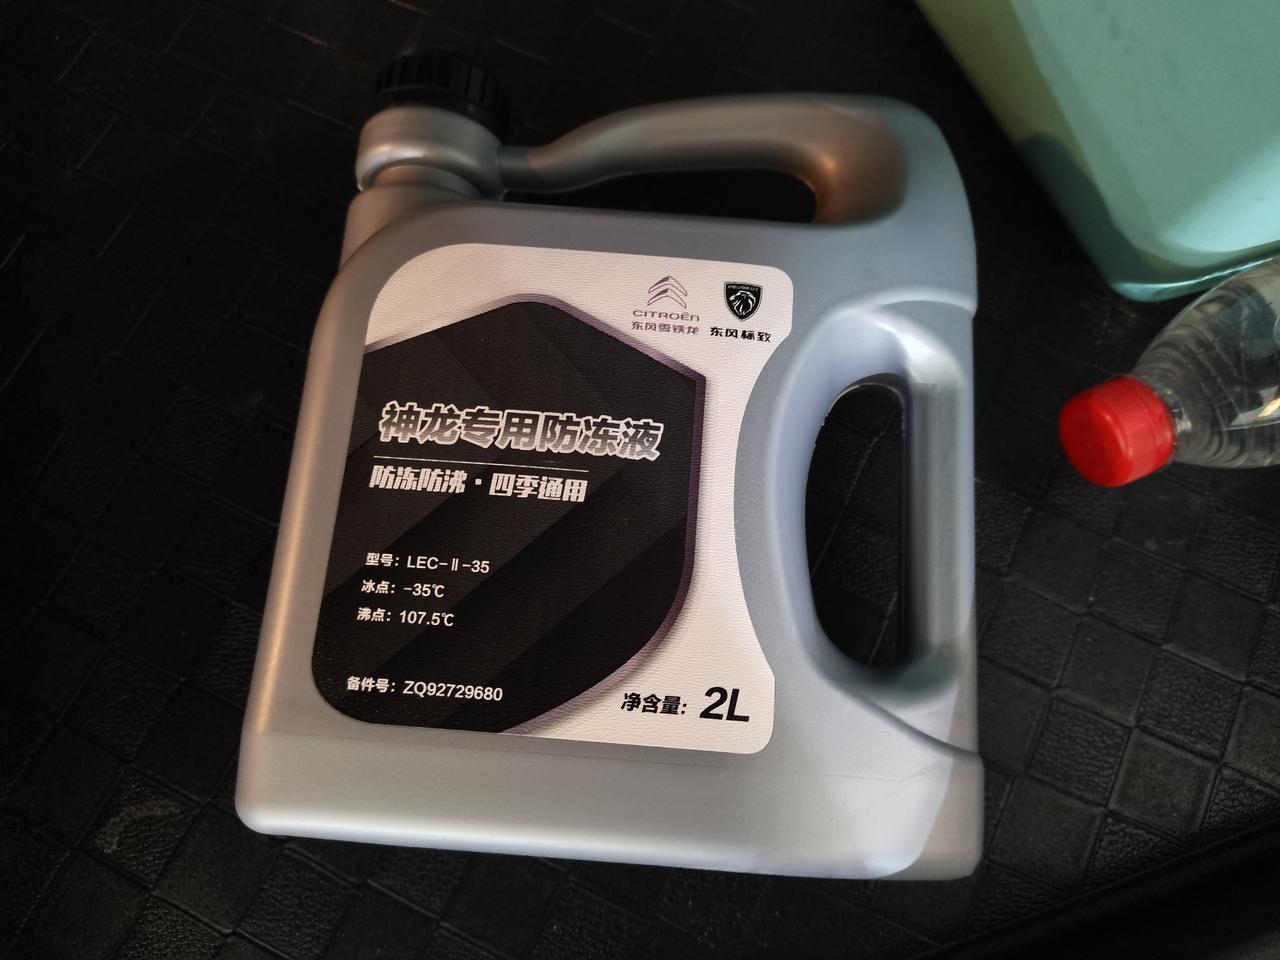 CITROËN
东风雪铁龙
PEUGEOT
东风标致
神龙专用防冻液
防冻防沸·四季通用
型号：LEC-Ⅱ-35
冰点：-35℃
沸点：107.5℃
备件号：ZQ92729680
净含量：2L